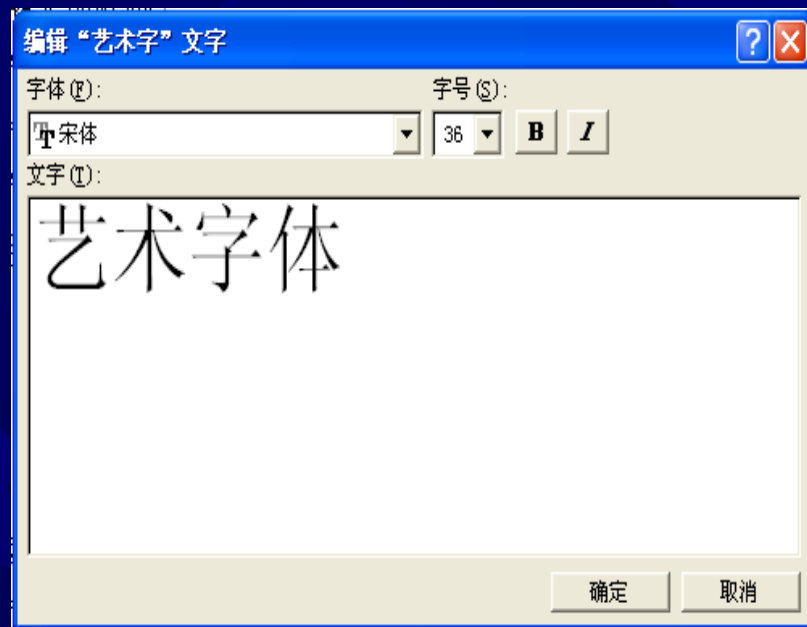 编辑“艺术字”文字
字体(F): 字号(S):
宋体 36 B I
文字(T):
艺术字体
确定 取消